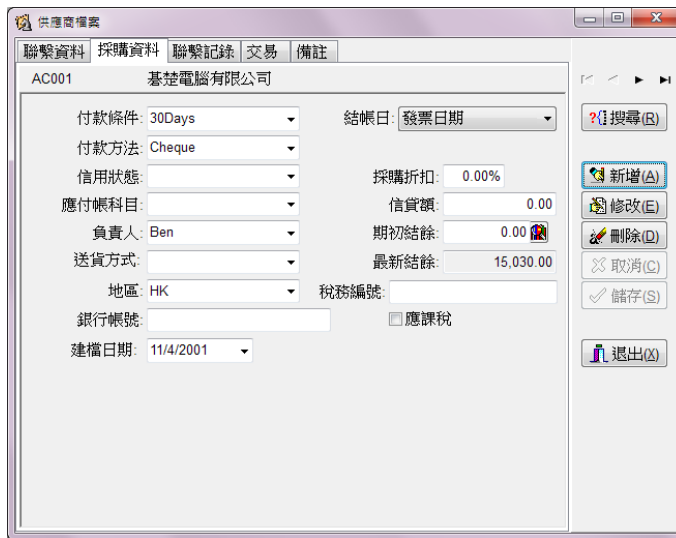 供應商檔案
聯繫資料 採購資料 聯繫記錄 交易 備註
AC001 基楚電腦有限公司
付款條件: 30Days 結帳日: 發票日期
付款方法: Cheque
信用狀態: 採購折扣: 0.00%
應付帳科目: 信貸額: 0.00
負責人: Ben 期初結餘: 0.00
送貨方式: 最新結餘: 15,030.00
地區: HK 稅務編號:
銀行帳號: 應課稅
建檔日期: 11/4/2001
搜尋(R)
新增(A)
修改(E)
刪除(D)
取消(C)
儲存(S)
退出(X)